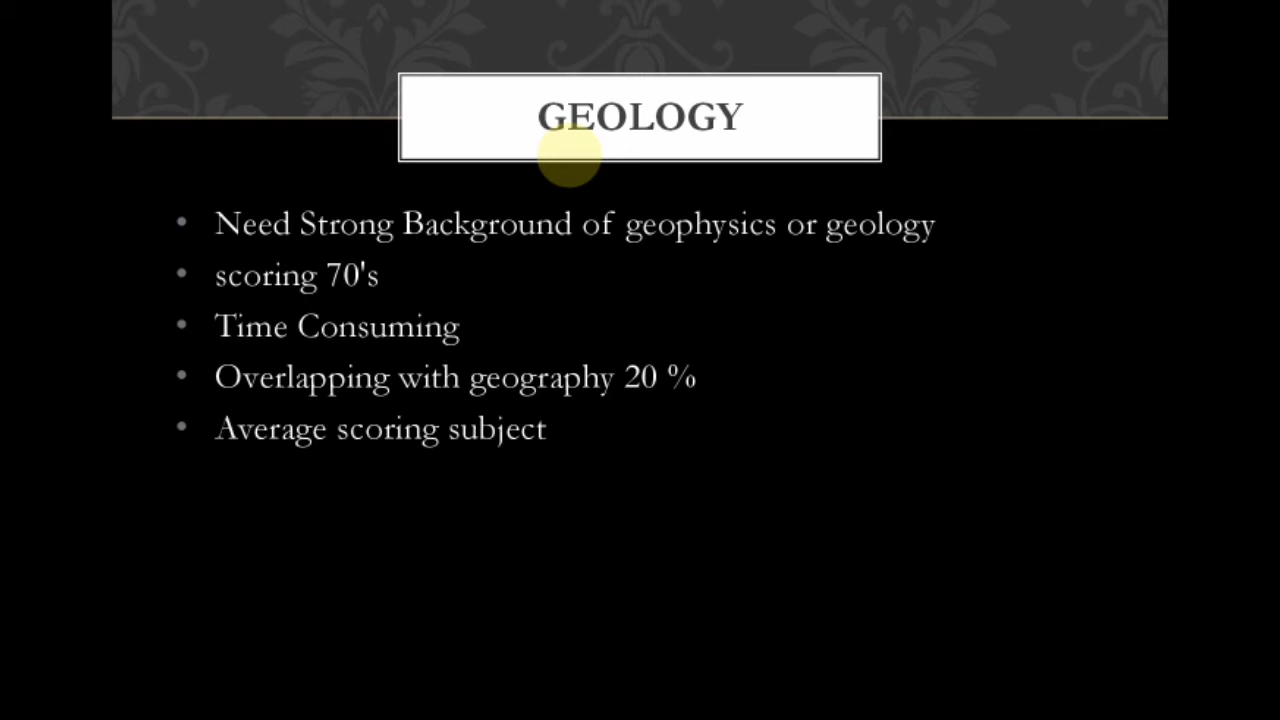 GEOLOGY
• Need Strong Background of geophysics or geology
• scoring 70's
• Time Consuming
• Overlapping with geography 20 %
• Average scoring subject